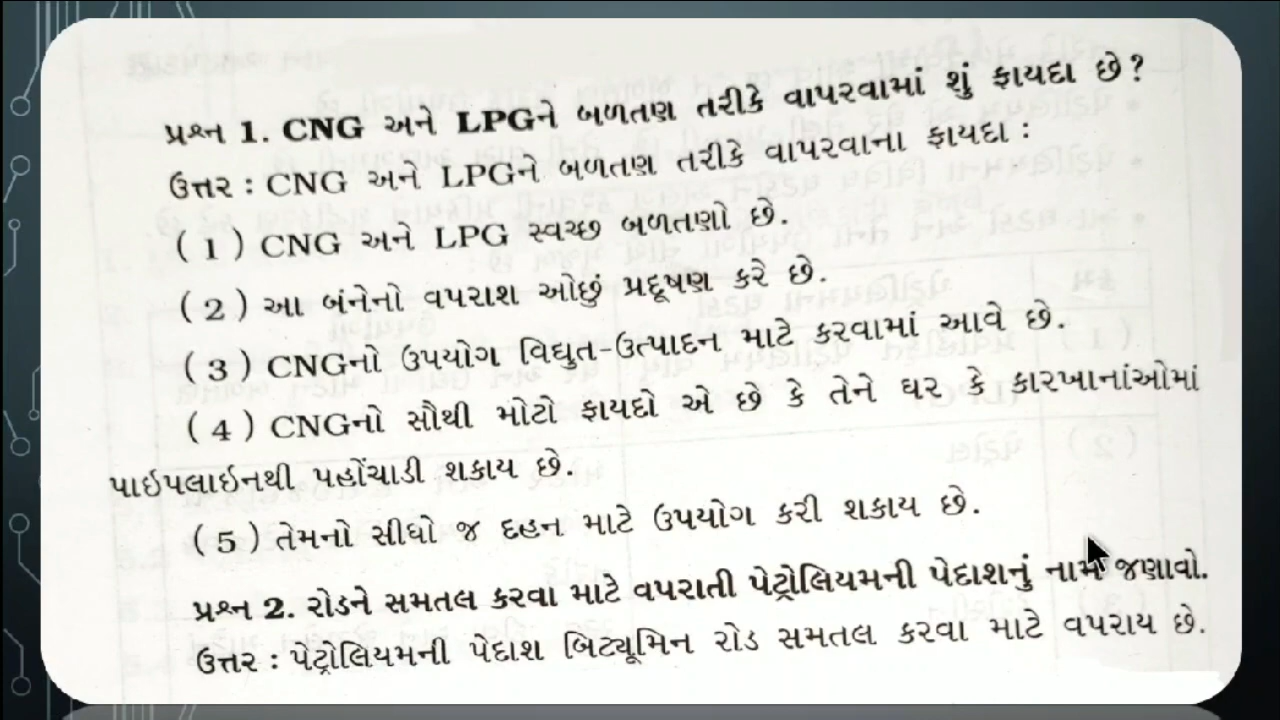 પ્રશ્ન 1. CNG અને LPGને બળતણ તરીકે વાપરવામાં શું ફાયદા છે?
ઉત્તર : CNG અને LPGને બળતણ તરીકે વાપરવાના ફાયદા :
( 1 ) CNG અને LPG સ્વચ્છ બળતણો છે.
( 2 ) આ બંનેનો વપરાશ ઓછું પ્રદૂષણ કરે છે.
( 3 ) CNGનો ઉપયોગ વિદ્યુત-ઉત્પાદન માટે કરવામાં આવે છે.
( 4 ) CNGનો સૌથી મોટો ફાયદો એ છે કે તેને ઘર કે કારખાનાંઓમાં
પાઇપલાઇનથી પહોંચાડી શકાય છે.
( 5 ) તેમનો સીધો જ દહન માટે ઉપયોગ કરી શકાય છે.
પ્રશ્ન 2. રોડને સમતલ કરવા માટે વપરાતી પેટ્રોલિયમની પેદાશનું નામ જણાવો.
ઉત્તર : પેટ્રોલિયમની પેદાશ બિટ્યૂમિન રોડ સમતલ કરવા માટે વપરાય છે.